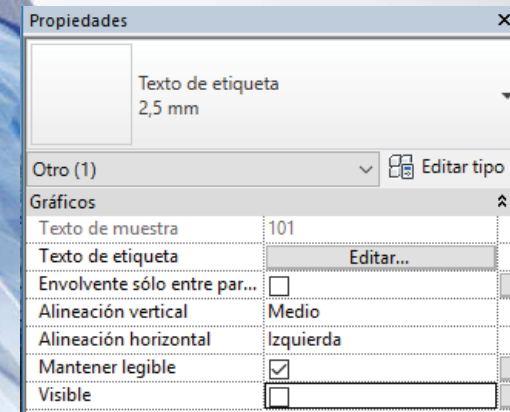 Propiedades
Texto de etiqueta
2,5 mm
Otro (1)
Editar tipo
Gráficos
Texto de muestra 101
Texto de etiqueta Editar...
Envolvente sólo entre par...
Alineación vertical Medio
Alineación horizontal Izquierda
Mantener legible
Visible